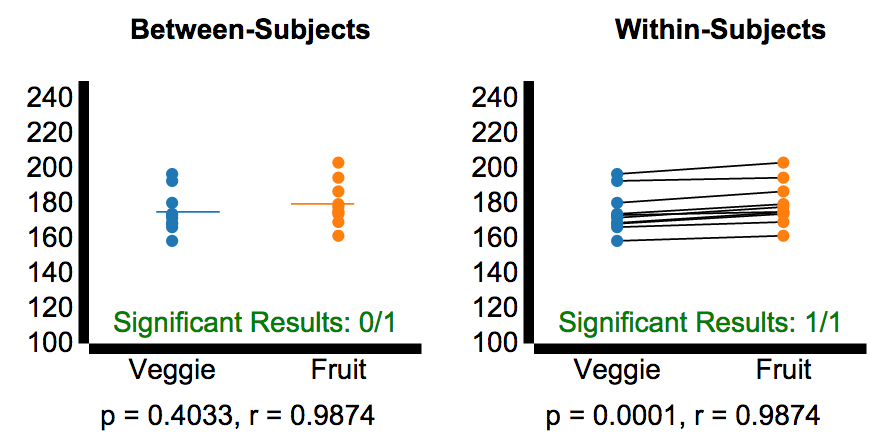 Between-Subjects
240
220
200
180
160
140
120
100
Significant Results: 0/1
Veggie
Fruit
p = 0.4033, r = 0.9874
Within-Subjects
240
220
200
180
160
140
120
100
Significant Results: 1/1
Veggie
Fruit
p = 0.0001, r = 0.9874